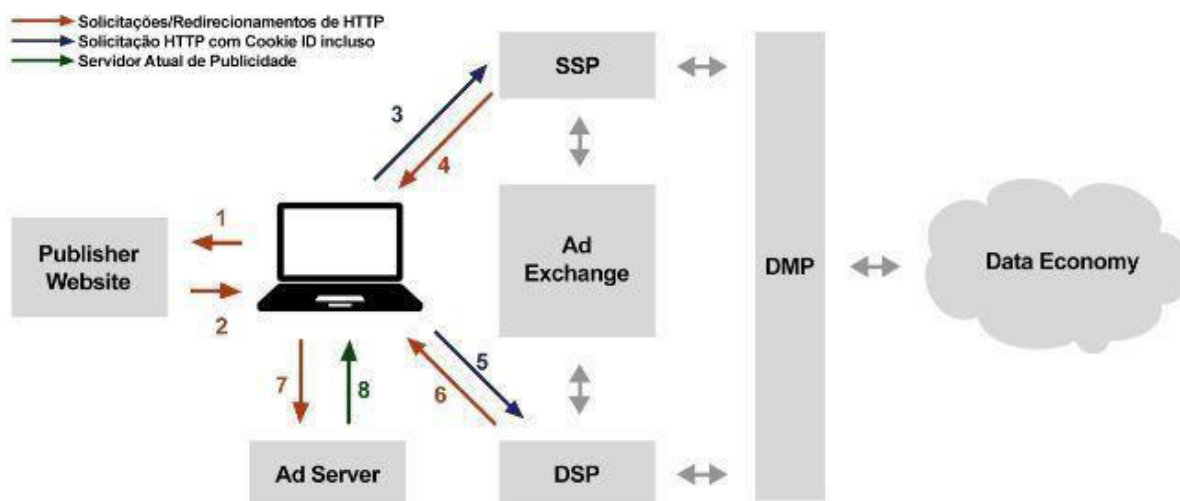 Solicitações/Redirecionamentos de HTTP
Solicitação HTTP com Cookie ID incluso
Servidor Atual de Publicidade
SSP
3
4
1
Publisher
Website
2
Ad
Exchange
DMP
Data Economy
5
6
7
8
Ad Server
DSP